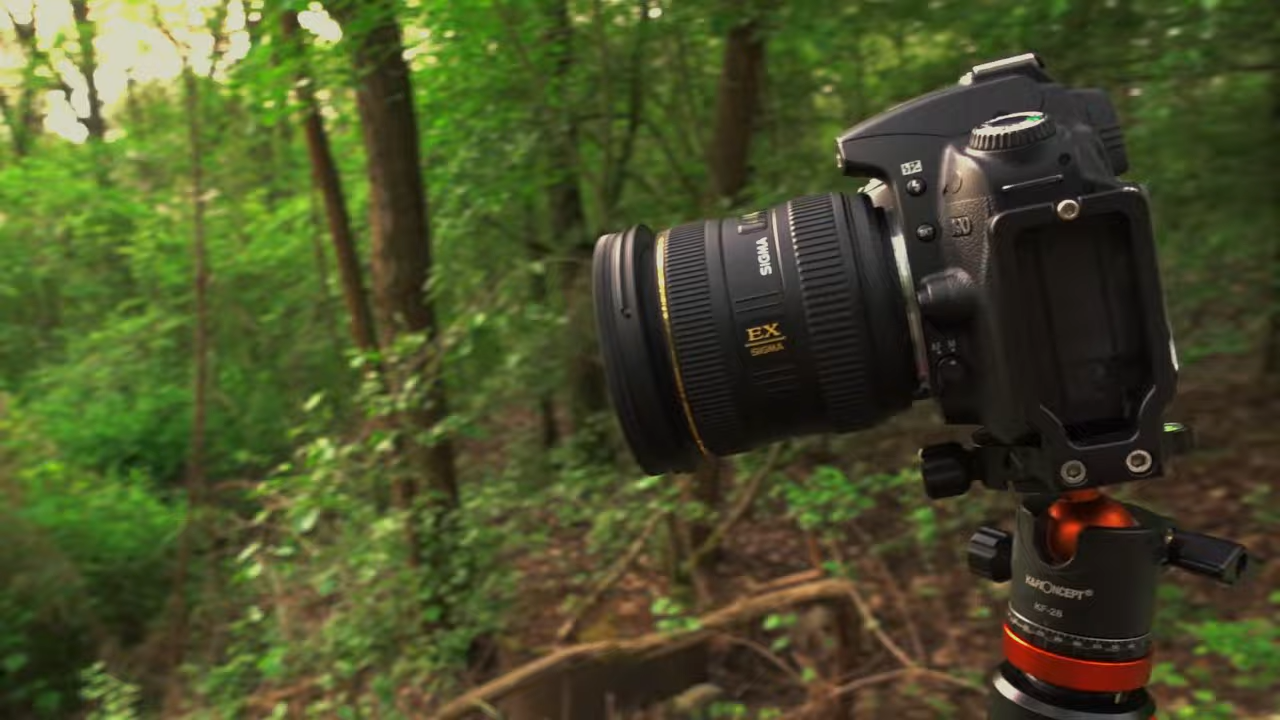 SIGMA
EX
SIGMA
K&F CONCEPT®
KF-28